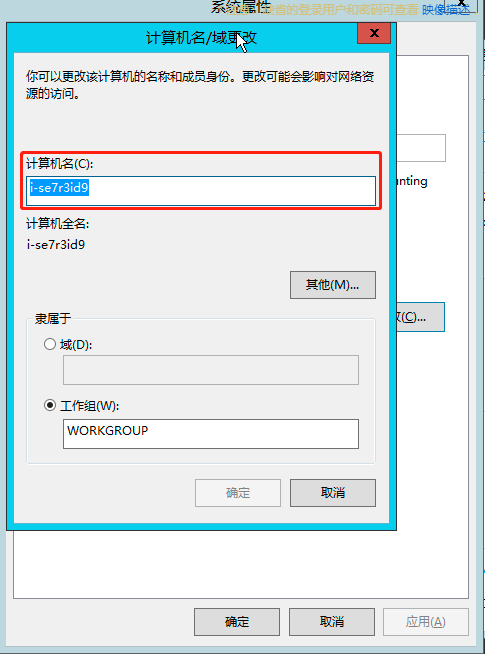 系统属性
的登录用户和密码可查看 映像描述
计算机名/域更改
x
你可以更改该计算机的名称和成员身份。更改可能会影响对网络资
源的访问。
计算机名(C):
i-se7r3id9
unting
计算机全名:
i-se7r3id9
其他(M)...
(C)...
隶属于
域(D):
工作组(W):
WORKGROUP
确定
取消
确定
取消
应用(A)